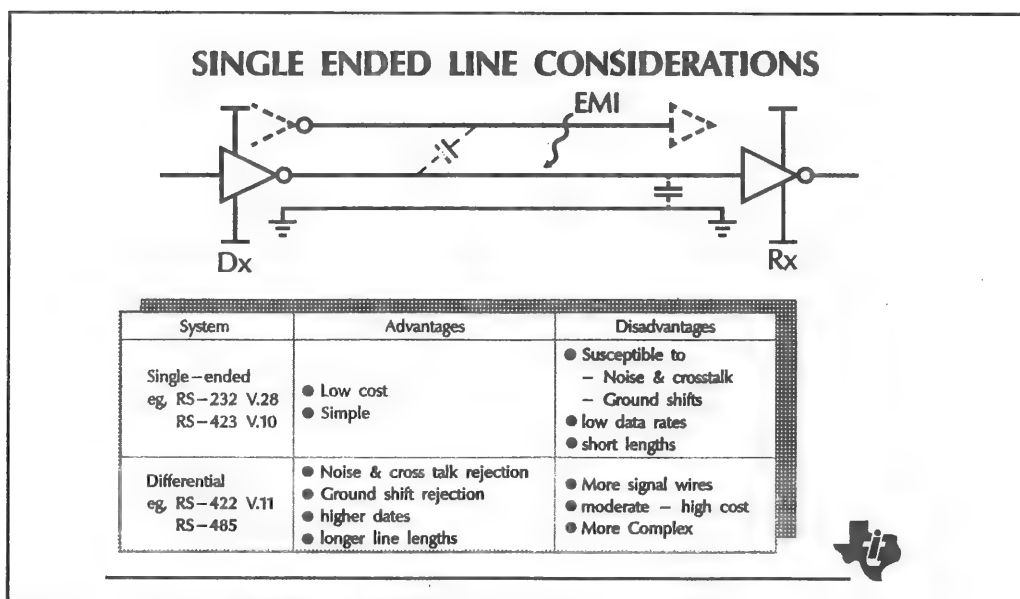 SINGLE ENDED LINE CONSIDERATIONS
EMI
Dx
Rx
System Advantages Disadvantages
Single-ended
eg, RS-232 V.28
RS-423 V.10
● Low cost
● Simple
● Susceptible to
– Noise & crosstalk
– Ground shifts
● low data rates
● short lengths
Differential
eg, RS-422 V.11
RS-485
● Noise & cross talk rejection
● Ground shift rejection
● higher dates
● longer line lengths
● More signal wires
● moderate – high cost
● More Complex